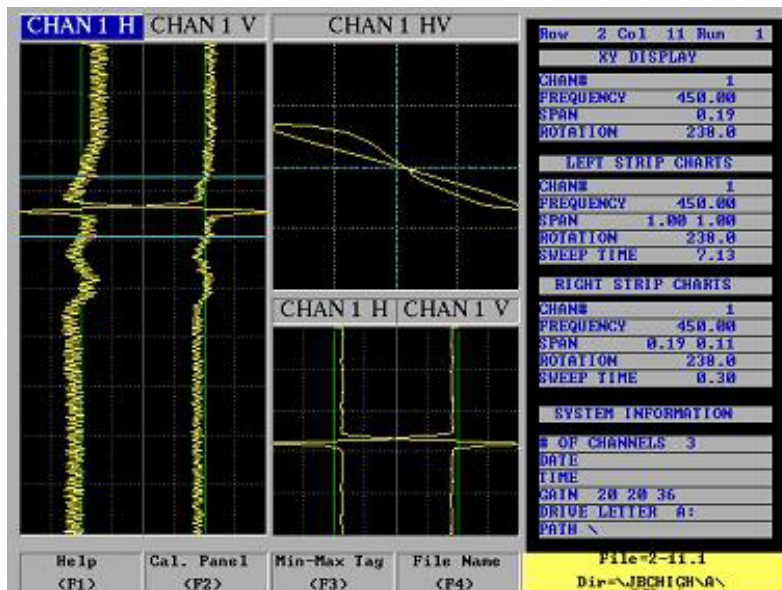 CHAN 1 H CHAN 1 V CHAN 1 HV
CHAN 1 H CHAN 1 V
Row 2 Col 11 Run 1
XY DISPLAY
CHAN# 1
FREQUENCY 450.00
SPAN 0.19
ROTATION 238.0
LEFT STRIP CHARTS
CHAN# 1
FREQUENCY 450.00
SPAN 1.00 1.00
ROTATION 238.0
SWEEP TIME 7.13
RIGHT STRIP CHARTS
CHAN# 1
FREQUENCY 450.00
SPAN 0.19 0.11
ROTATION 238.0
SWEEP TIME 0.30
SYSTEM INFORMATION
# OF CHANNELS 3
DATE
TIME
GAIN 20 20 36
DRIVE LETTER A:
PATH \
Help Cal. Panel Min-Max Tag File Name
(F1) (F2) (F3) (F4)
File=2-11.1
Dir=\JBCHIGH\A\